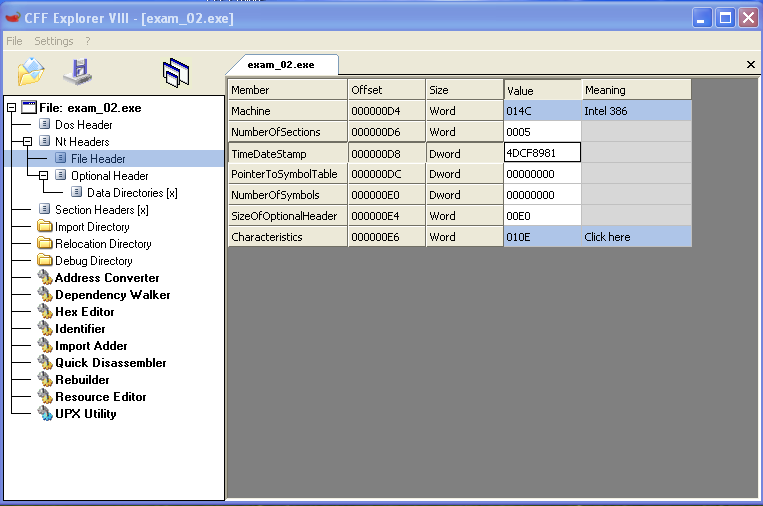 CFF Explorer VIII - [exam_02.exe]
File Settings ?
exam_02.exe
File: exam_02.exe
Dos Header
Nt Headers
File Header
Optional Header
Data Directories [x]
Section Headers [x]
Import Directory
Relocation Directory
Debug Directory
Address Converter
Dependency Walker
Hex Editor
Identifier
Import Adder
Quick Disassembler
Rebuilder
Resource Editor
UPX Utility
Member Offset Size Value Meaning
Machine 000000D4 Word 014C Intel 386
NumberOfSections 000000D6 Word 0005
TimeDateStamp 000000D8 Dword 4DCF8981
PointerToSymbolTable 000000DC Dword 00000000
NumberOfSymbols 000000E0 Dword 00000000
SizeOfOptionalHeader 000000E4 Word 00E0
Characteristics 000000E6 Word 010E Click here